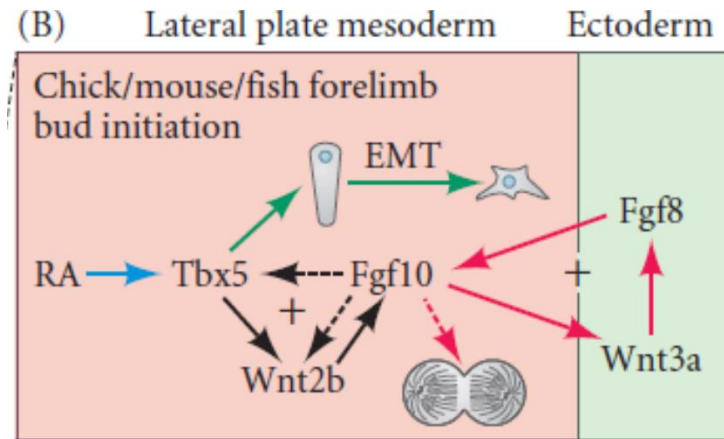 (B) Lateral plate mesoderm Ectoderm
Chick/mouse/fish forelimb
bud initiation
EMT
Fgf8
RA Tbx5 Fgf10 +
+
Wnt2b
Wnt3a